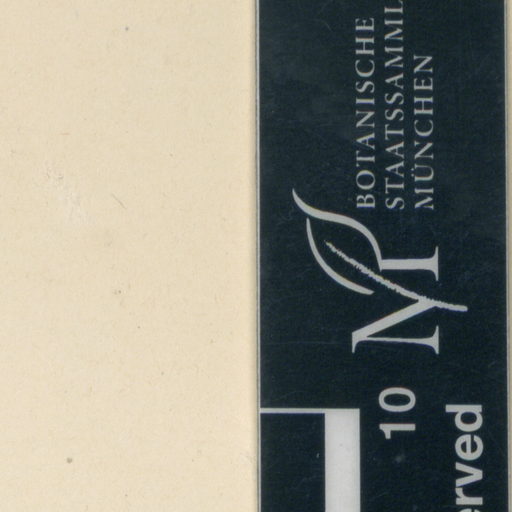 BOTANISCHE
STAATSSAMML
MÜNCHEN
M
10
erved